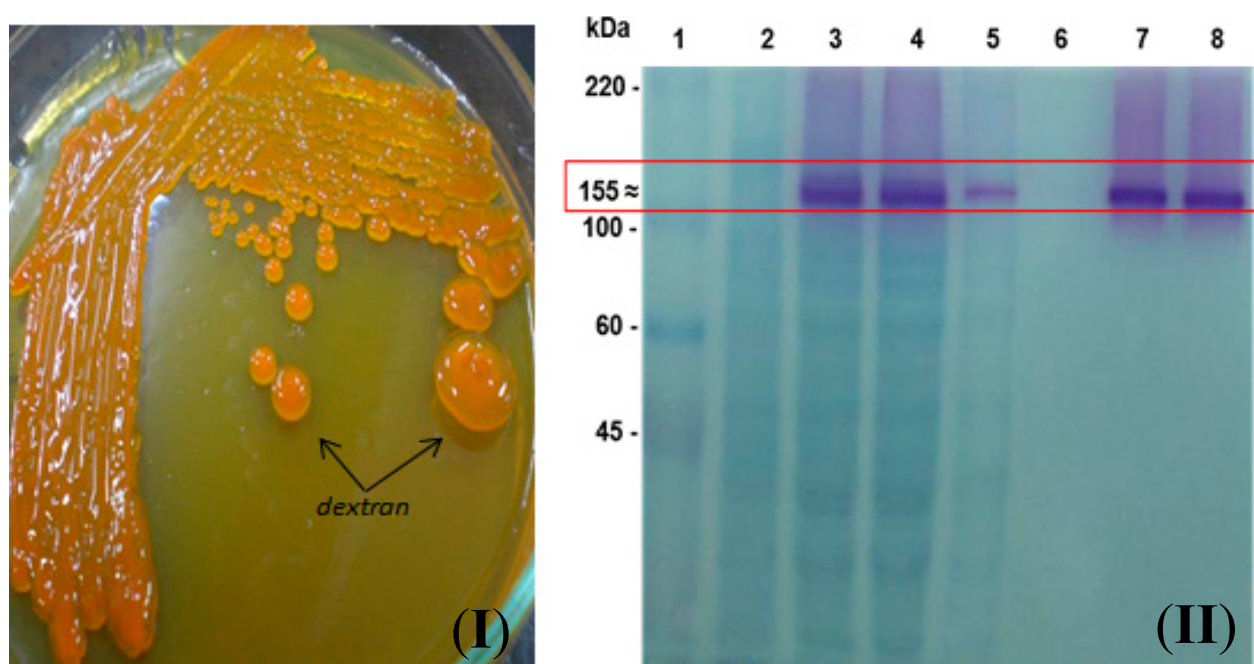 dextran
(I)
kDa 1 2 3 4 5 6 7 8
220 -
155 ≈
100 -
60 -
45 -
(II)